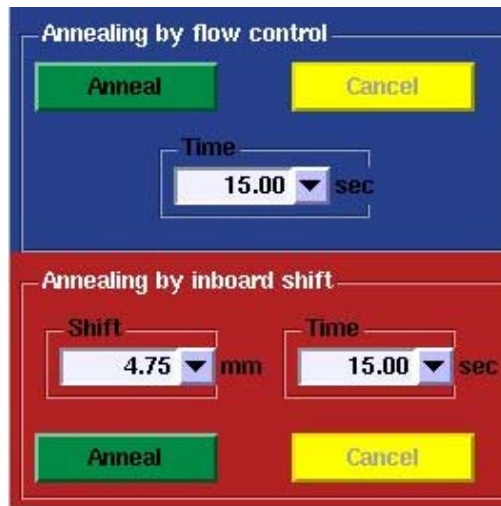 Annealing by flow control
Anneal Cancel
Time
15.00 sec
Annealing by inboard shift
Shift Time
4.75 mm 15.00 sec
Anneal Cancel